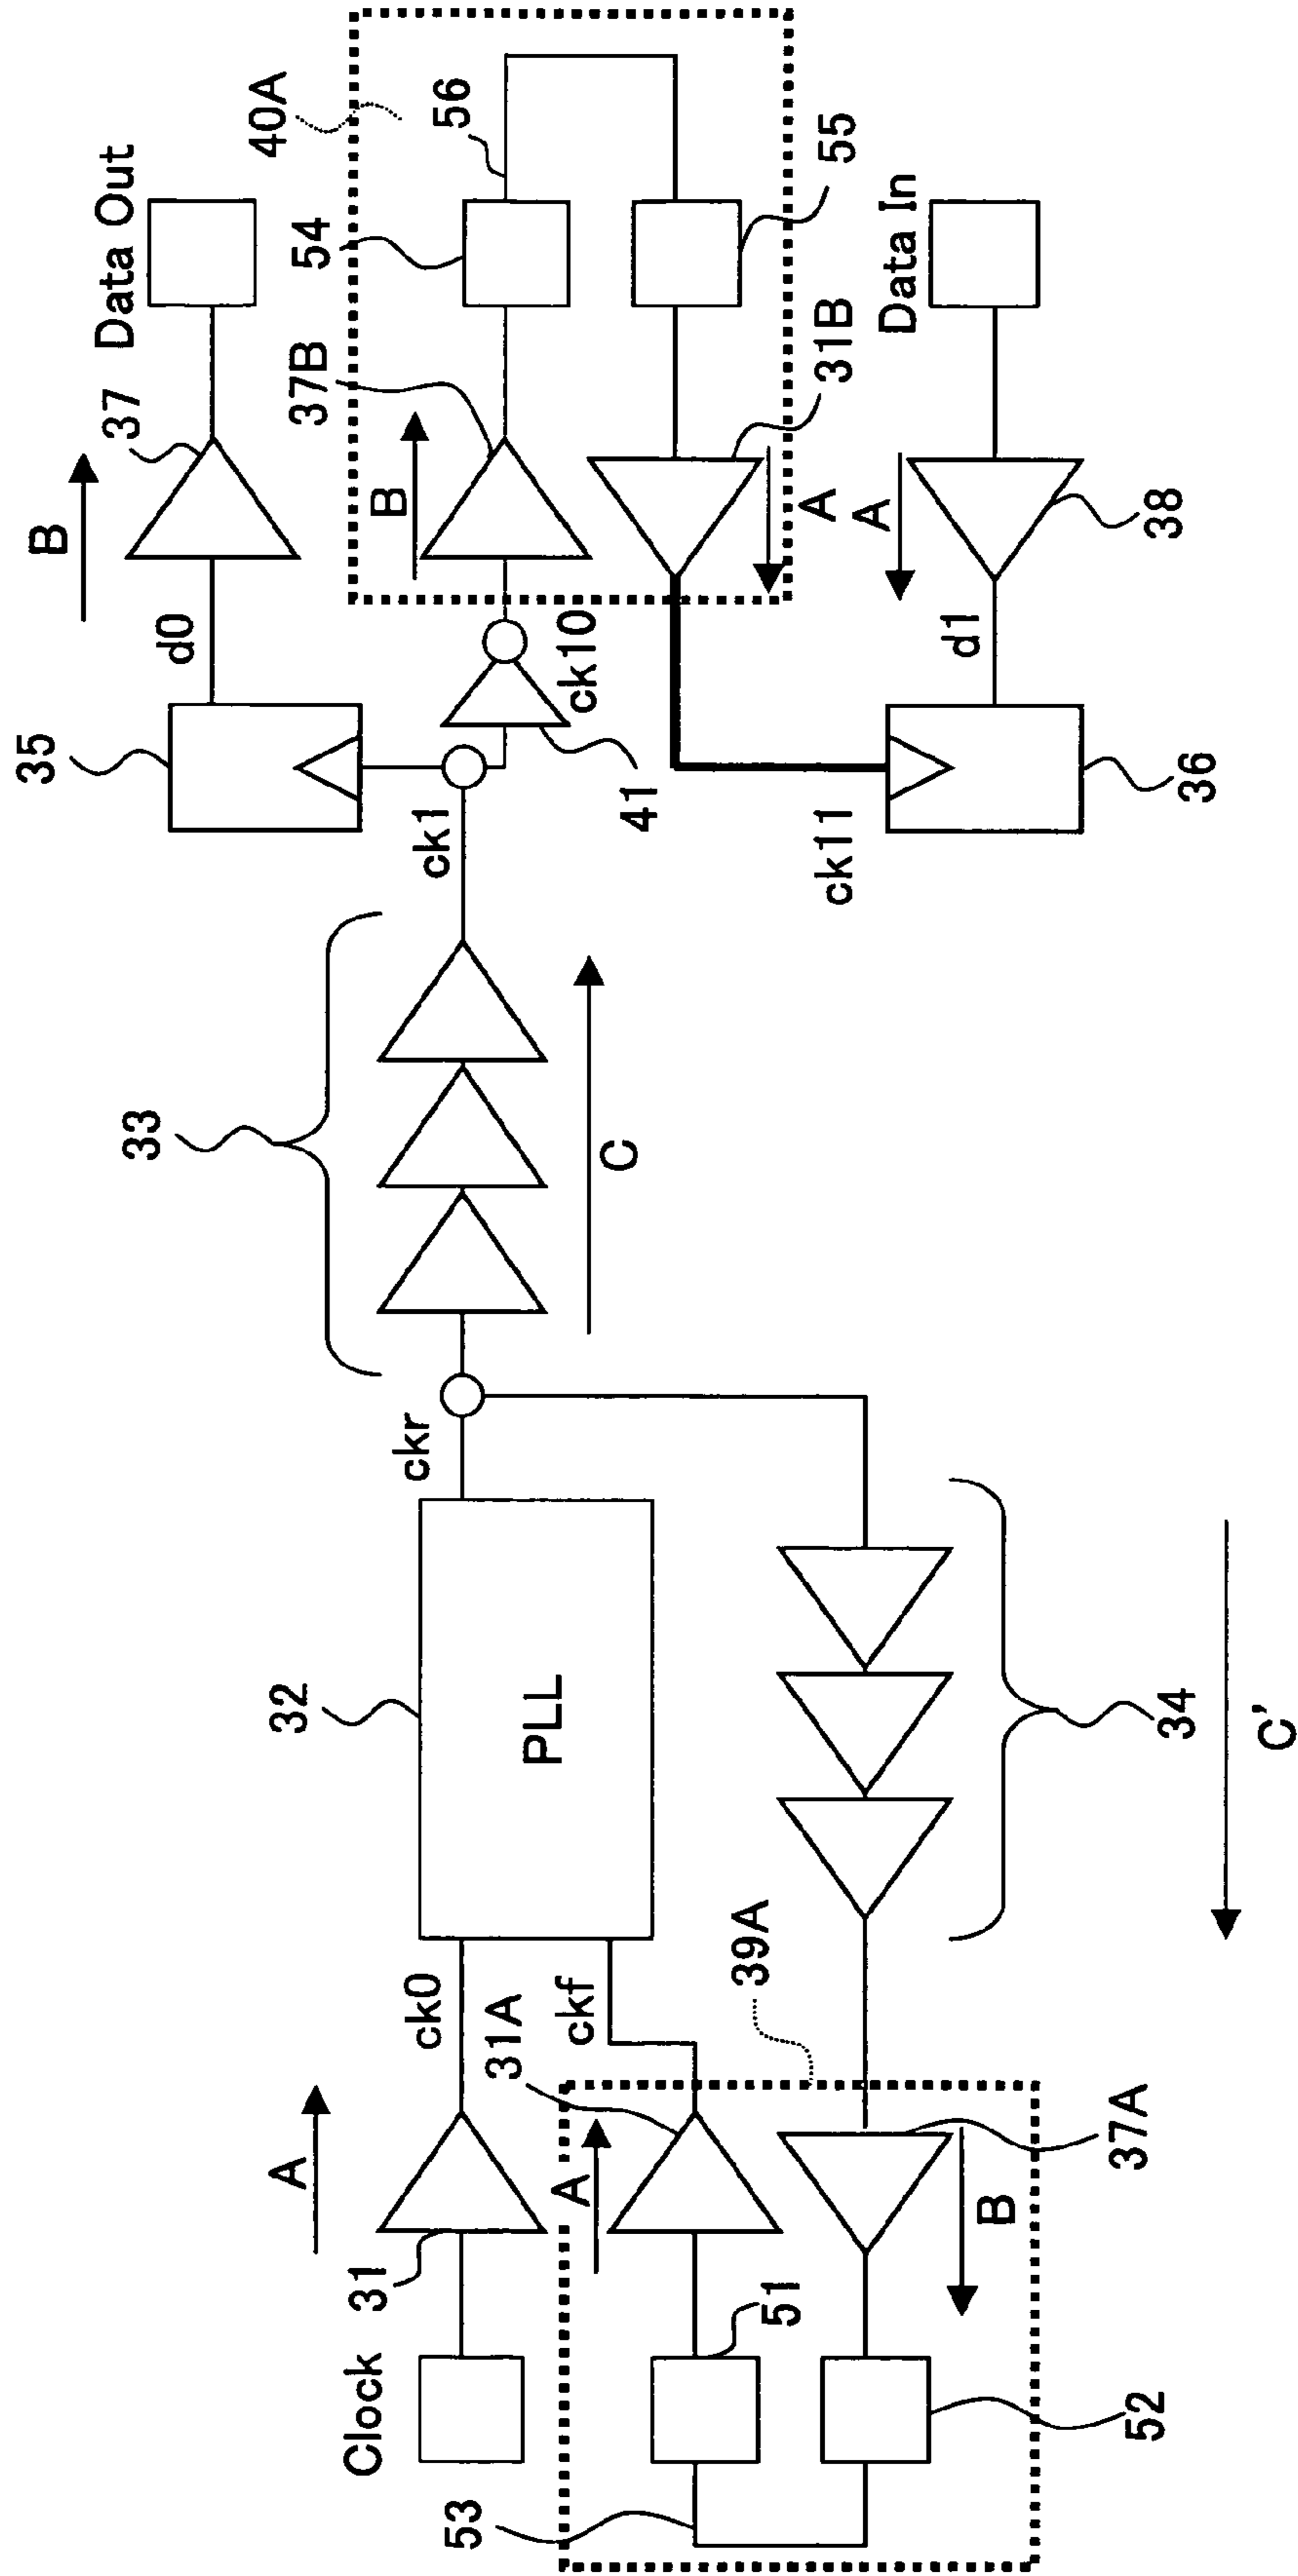 Clock
31
A
ck0
32
PLL
ckr
33
C
ck1
35
d0
B
37
Data Out
41
ck10
B
37B
54
56
40A
55
31B
A
ck11
36
d1
A
38
Data In
34
C'
39A
31A
ckf
A
51
53
52
37A
B